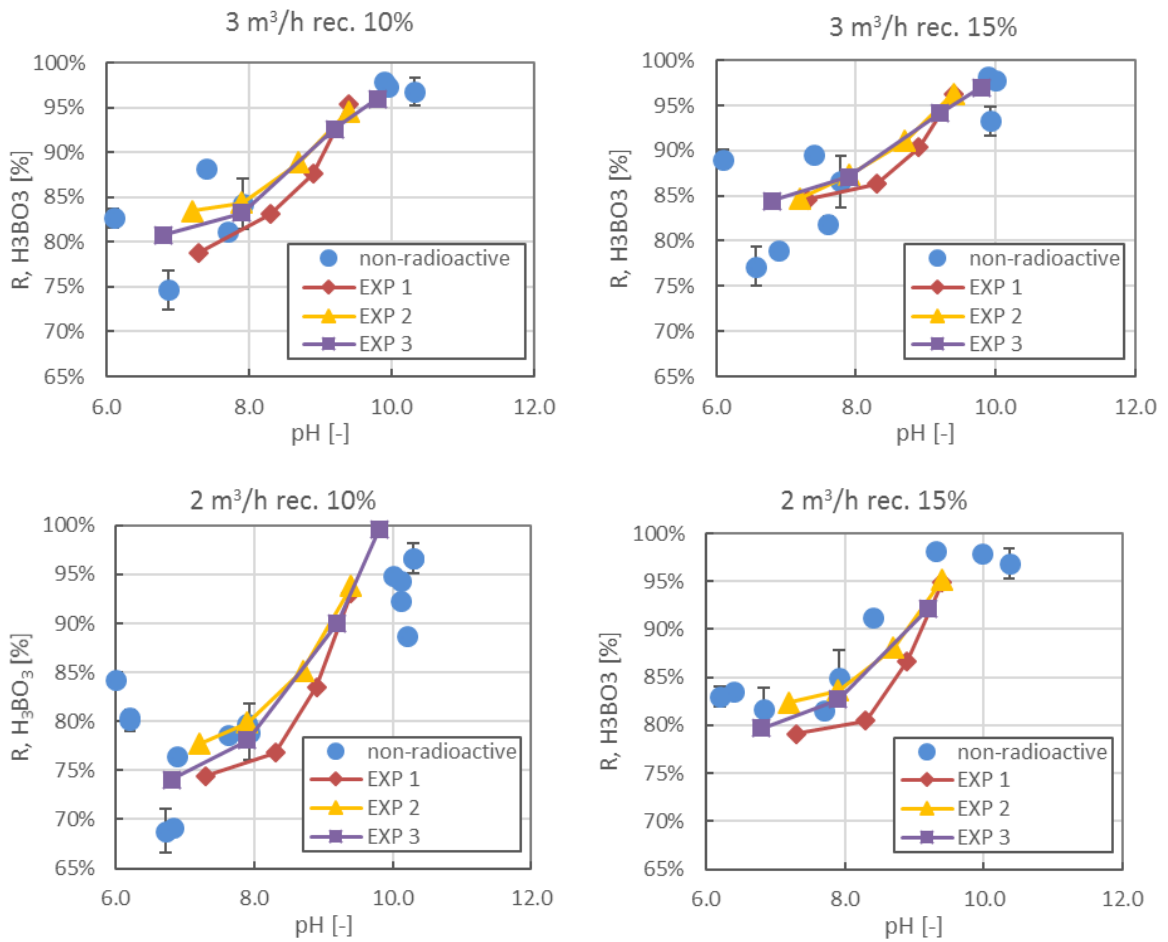 3 m³/h rec. 10%
R, H3BO3 [%]
100%
95%
90%
85%
80%
75%
70%
65%
non-radioactive
EXP 1
EXP 2
EXP 3
6.0 8.0 10.0 12.0
pH [-]
3 m³/h rec. 15%
R, H3BO3 [%]
100%
95%
90%
85%
80%
75%
70%
65%
non-radioactive
EXP 1
EXP 2
EXP 3
6.0 8.0 10.0 12.0
pH [-]
2 m³/h rec. 10%
R, H₃BO₃ [%]
100%
95%
90%
85%
80%
75%
70%
65%
non-radioactive
EXP 1
EXP 2
EXP 3
6.0 8.0 10.0 12.0
pH [-]
2 m³/h rec. 15%
R, H3BO3 [%]
100%
95%
90%
85%
80%
75%
70%
65%
non-radioactive
EXP 1
EXP 2
EXP 3
6.0 8.0 10.0 12.0
pH [-]